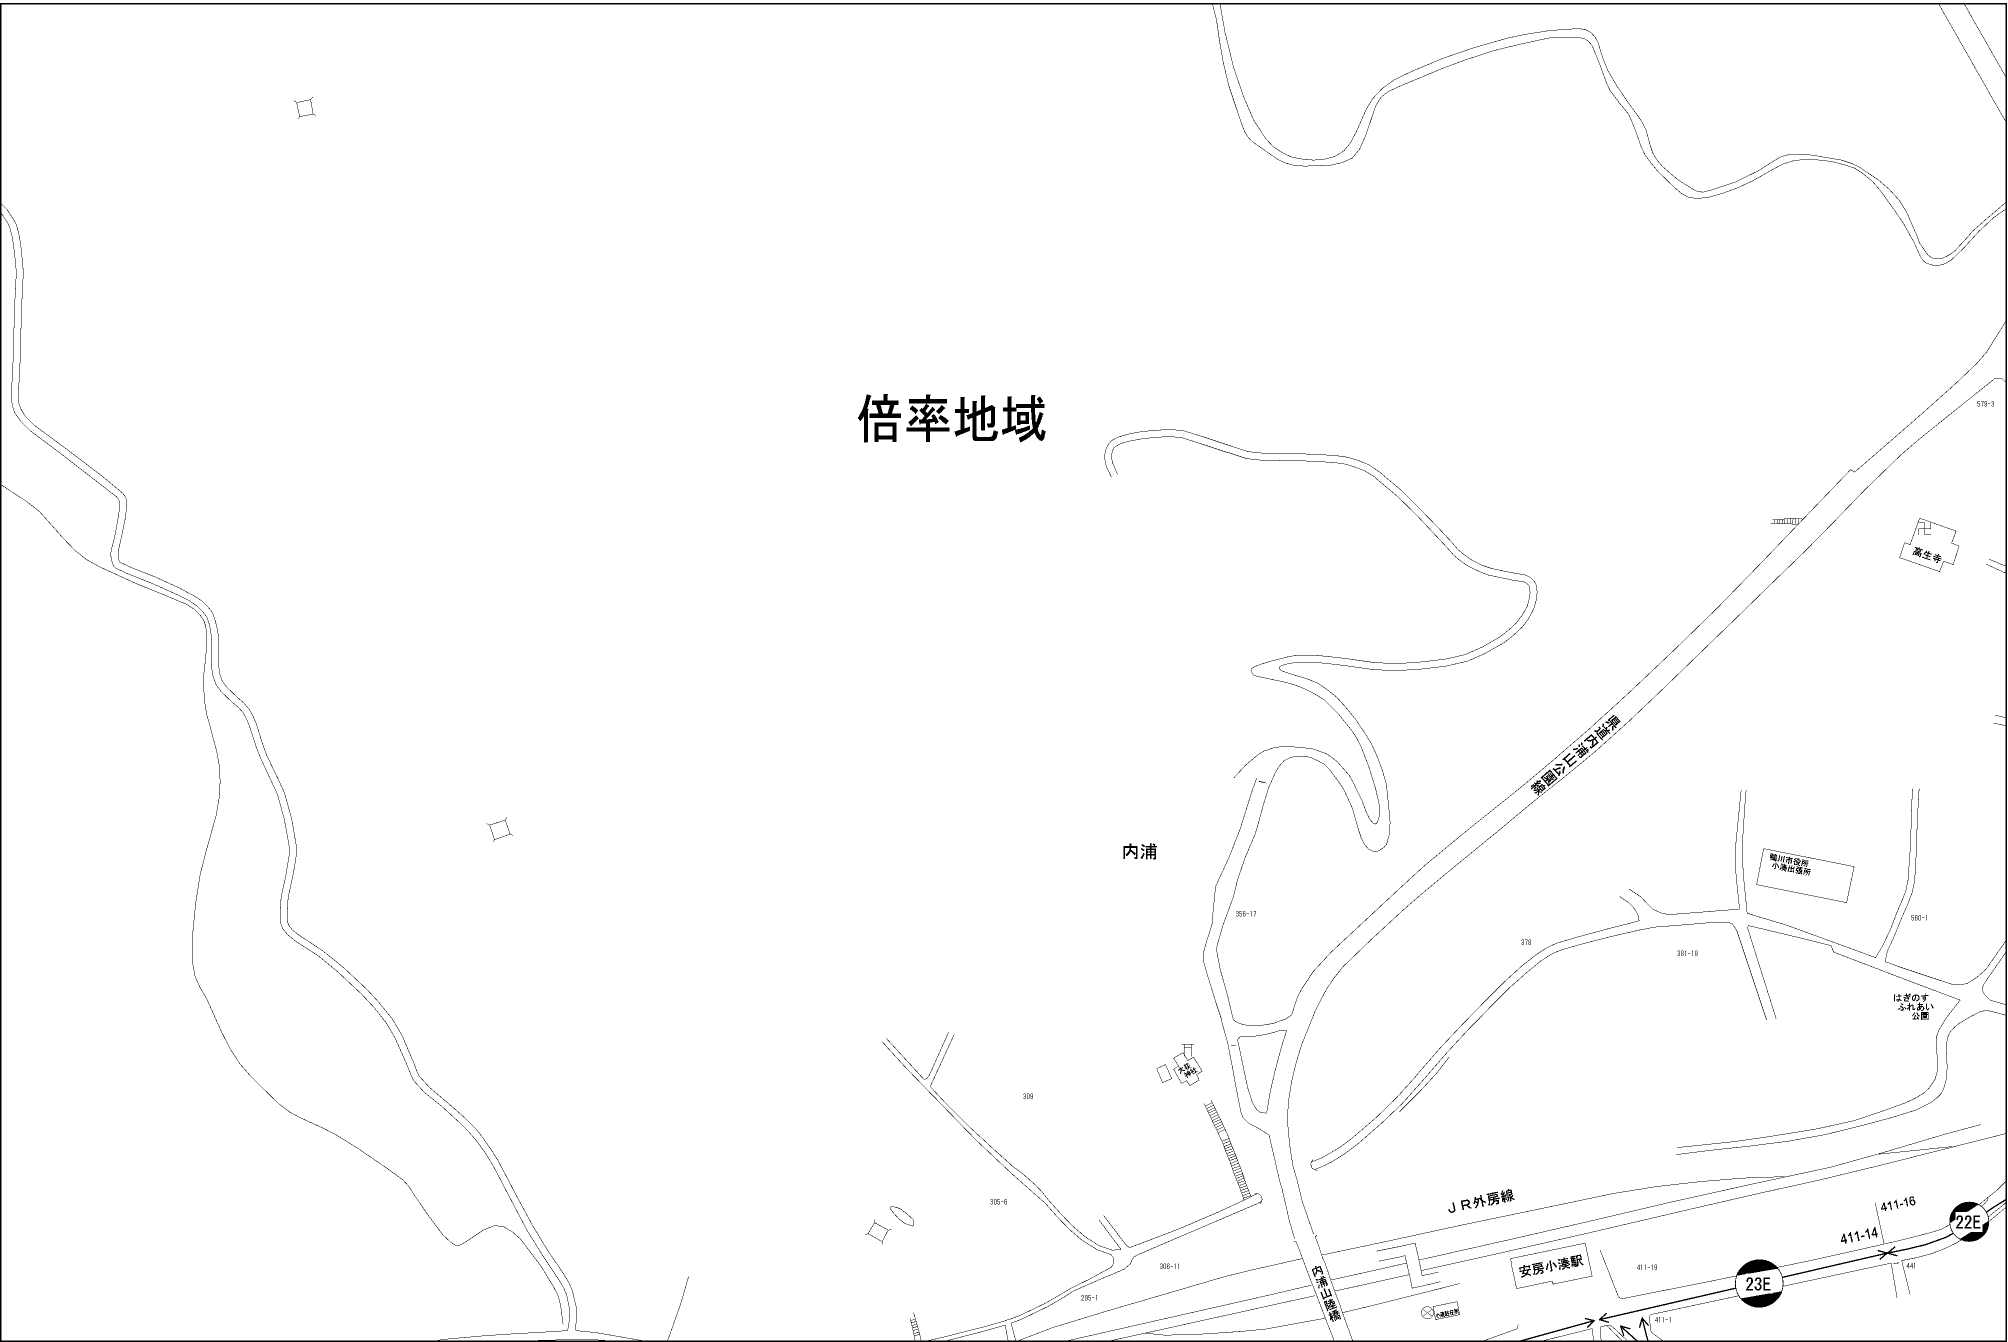 倍率地域
579-3
高生寺
県道内浦山公園線
内浦
鴨川市役所
小湊出張所
356-17
560-1
378
381-18
はぎのす
ふれあい
公園
神社
309
305-6
JR外房線
411-16
22E
411-14
306-11
安房小湊駅
411-19
441
23E
内浦山陸橋
295-1
411-1